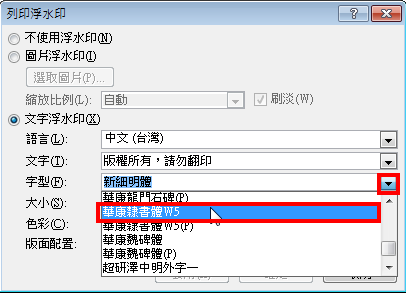 列印浮水印
不使用浮水印(N)
圖片浮水印(I)
選取圖片(P)...
縮放比例(L): 自動 刷淡(W)
文字浮水印(X)
語言(L): 中文 (台灣)
文字(T): 版權所有，請勿翻印
字型(F): 新細明體
華康龍門石碑(P)
大小(S): 華康隸書體W5
色彩(C): 華康隸書體W5(P)
華康魏碑體
版面配置: 華康魏碑體(P)
超研澤中明外字一